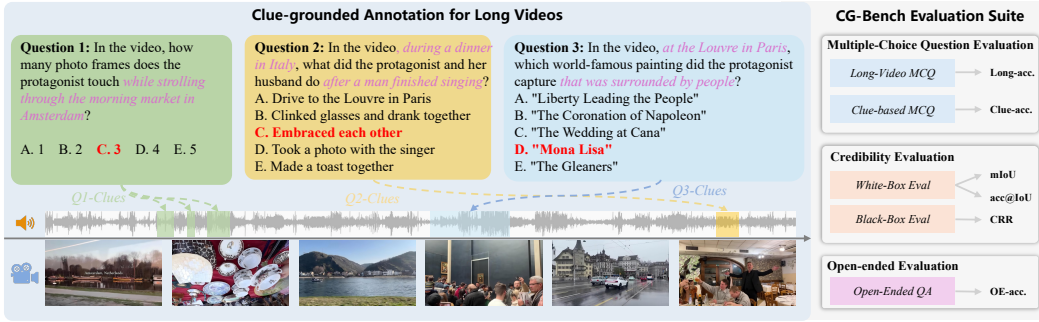 Clue-grounded Annotation for Long Videos
Question 1: In the video, how
many photo frames does the
protagonist touch while strolling
through the morning market in
Amsterdam?
A. 1 B. 2 C. 3 D. 4 E. 5
Question 2: In the video, during a dinner
in Italy, what did the protagonist and her
husband do after a man finished singing?
A. Drive to the Louvre in Paris
B. Clinked glasses and drank together
C. Embraced each other
D. Took a photo with the singer
E. Made a toast together
Question 3: In the video, at the Louvre in Paris,
which world-famous painting did the protagonist
capture that was surrounded by people?
A. "Liberty Leading the People"
B. "The Coronation of Napoleon"
C. "The Wedding at Cana"
D. "Mona Lisa"
E. "The Gleaners"
Q1-Clues
Q2-Clues
Q3-Clues
Amsterdam, Netherlands
CG-Bench Evaluation Suite
Multiple-Choice Question Evaluation
Long-Video MCQ
Long-acc.
Clue-based MCQ
Clue-acc.
Credibility Evaluation
White-Box Eval
mIoU
acc@IoU
Black-Box Eval
CRR
Open-ended Evaluation
Open-Ended QA
OE-acc.